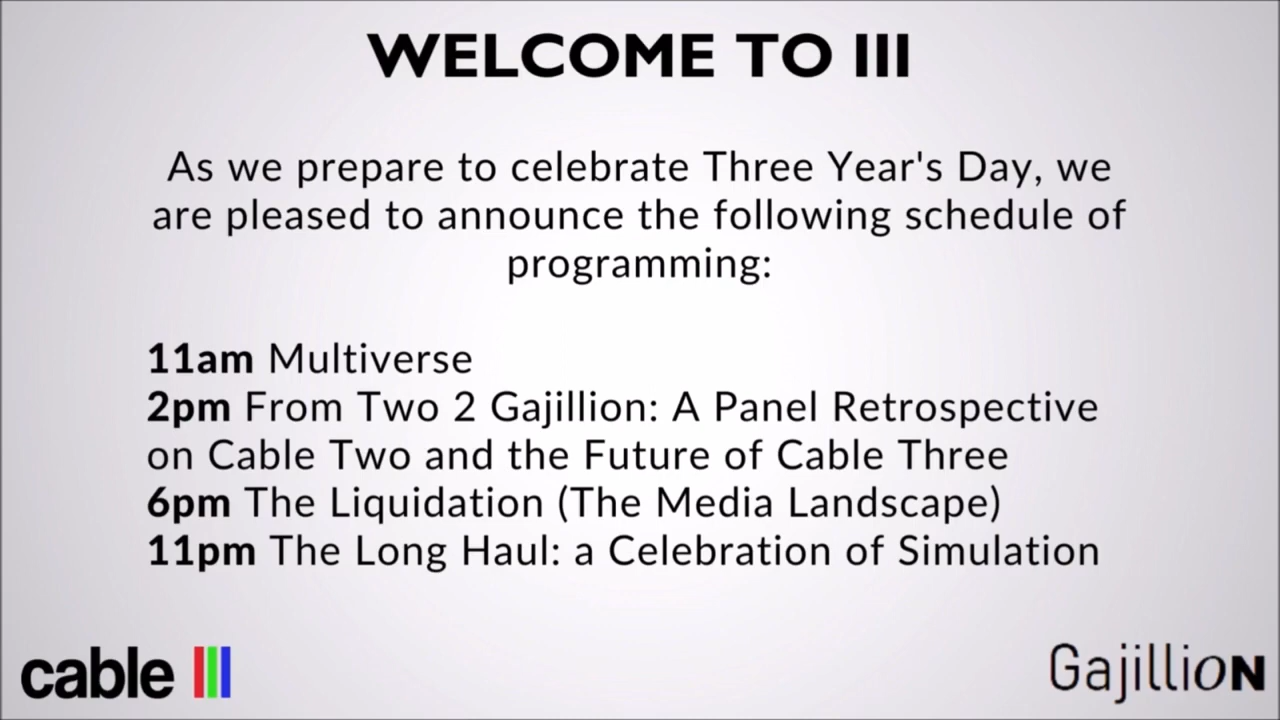 WELCOME TO III
As we prepare to celebrate Three Year's Day, we
are pleased to announce the following schedule of
programming:
11am Multiverse
2pm From Two 2 Gajillion: A Panel Retrospective
on Cable Two and the Future of Cable Three
6pm The Liquidation (The Media Landscape)
11pm The Long Haul: a Celebration of Simulation
cable III
GajillioN